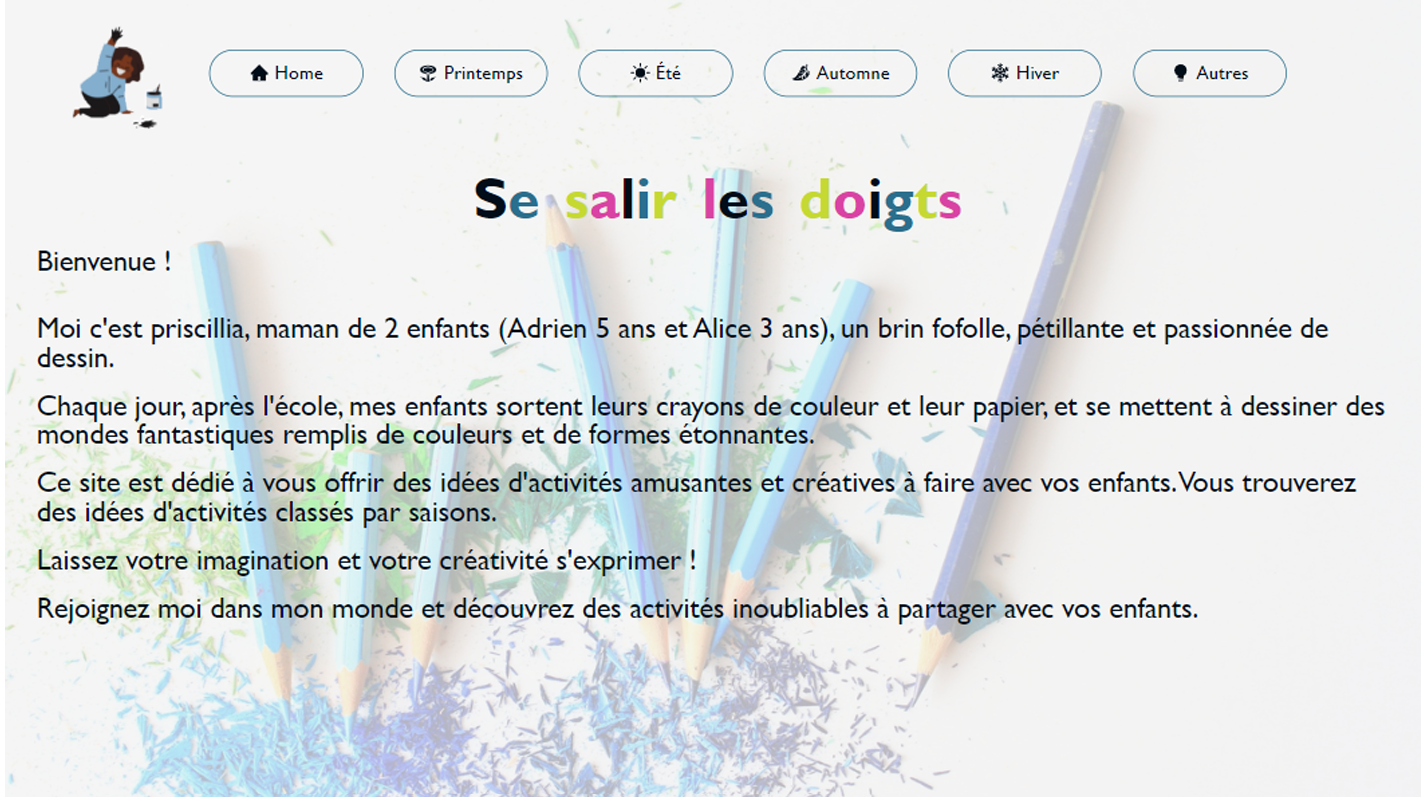 Home
Printemps
Été
Automne
Hiver
Autres
Se salir les doigts
Bienvenue !
Moi c'est priscillia, maman de 2 enfants (Adrien 5 ans et Alice 3 ans), un brin fofolle, pétillante et passionnée de
dessin.
Chaque jour, après l'école, mes enfants sortent leurs crayons de couleur et leur papier, et se mettent à dessiner des
mondes fantastiques remplis de couleurs et de formes étonnantes.
Ce site est dédié à vous offrir des idées d'activités amusantes et créatives à faire avec vos enfants. Vous trouverez
des idées d'activités classés par saisons.
Laissez votre imagination et votre créativité s'exprimer !
Rejoignez moi dans mon monde et découvrez des activités inoubliables à partager avec vos enfants.